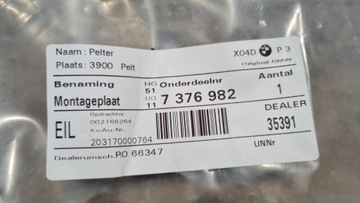 Naam : Pelter X04D P 3
Plaats: 3900 Pelt Original BMW
Benaming HG Onderdeelnr Aantal
Montageplaat 51 7 376 982 1
UG
11
EIL Opdrachtnr. DEALER
002166264 35391
KoAu-Nr.
203170000764 UNNr
Dealerumsch. PO 66347